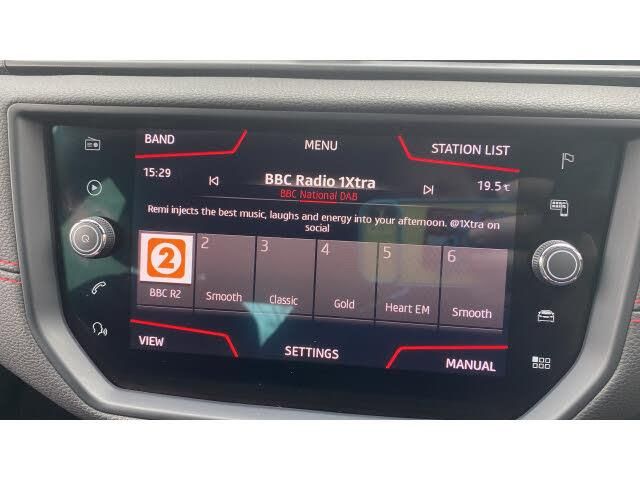 BAND
MENU
STATION LIST
15:29
BBC Radio 1Xtra
19.5℃
BBC National DAB
Remi injects the best music, laughs and energy into your afternoon. @1Xtra on
social
2 3 4 5 6
2
BBC R2 Smooth Classic Gold Heart EM Smooth
VIEW
SETTINGS
MANUAL